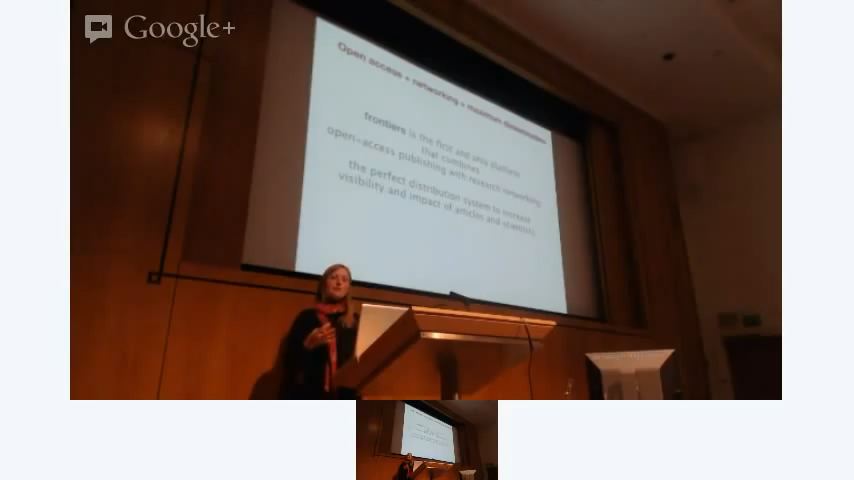 Google+
Open access + networking = maximum dissemination
frontiers is the first and only platform
that combines
open-access publishing with research networking
the perfect distribution system to increase
visibility and impact of articles and scientists